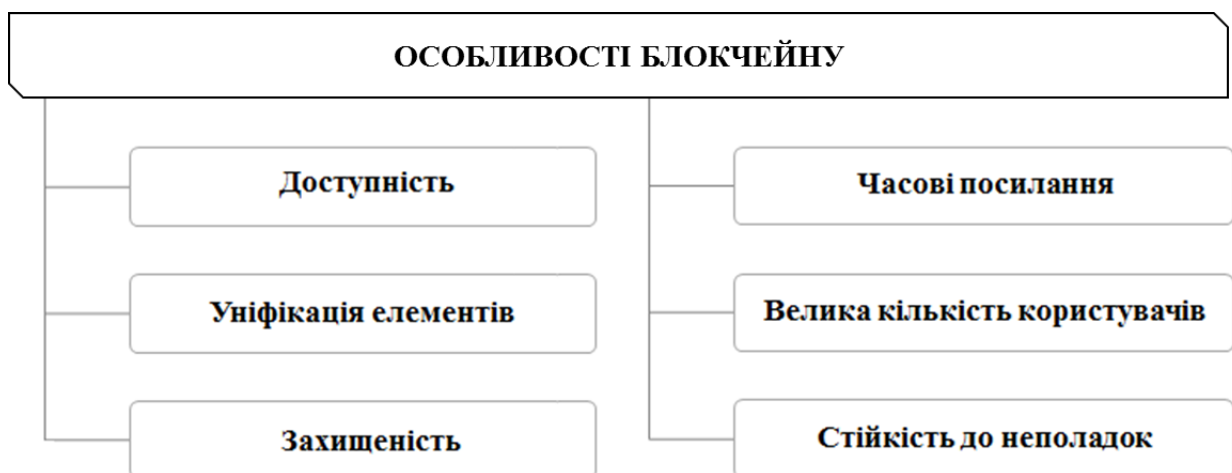 ОСОБЛИВОСТІ БЛОКЧЕЙНУ
Доступність
Уніфікація елементів
Захищеність
Часові посилання
Велика кількість користувачів
Стійкість до неполадок